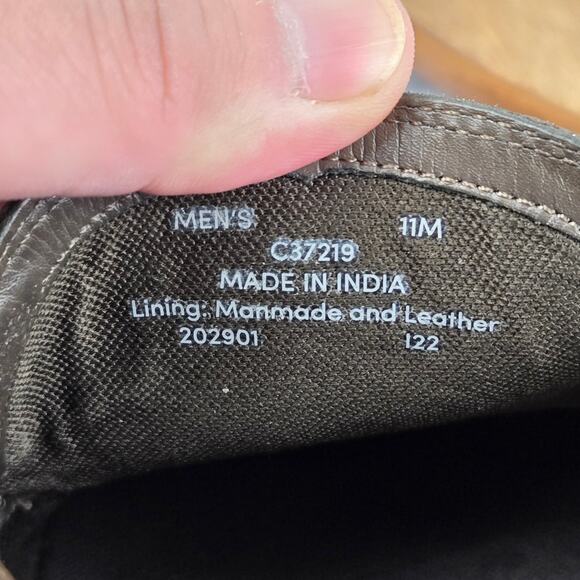 MEN'S 11M
C37219
MADE IN INDIA
Lining: Manmade and Leather
202901 I22